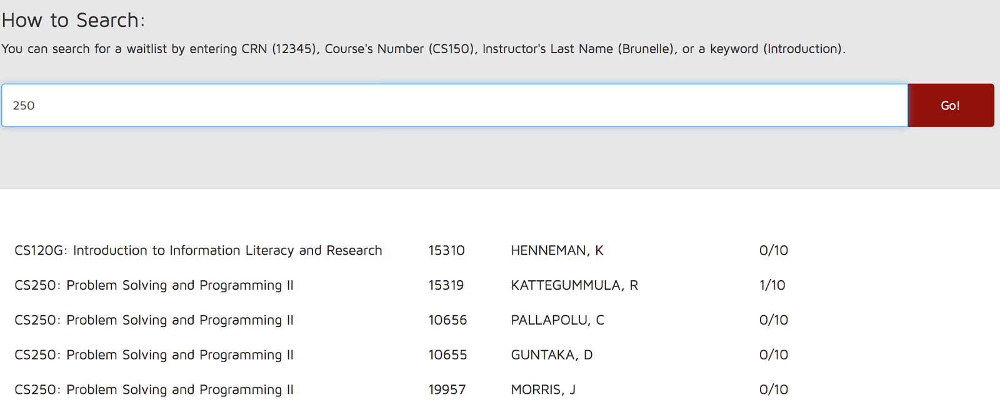 How to Search:
You can search for a waitlist by entering CRN (12345), Course's Number (CS150), Instructor's Last Name (Brunelle), or a keyword (Introduction).
250 Go!
CS120G: Introduction to Information Literacy and Research 15310 HENNEMAN, K 0/10
CS250: Problem Solving and Programming II 15319 KATTEGUMMULA, R 1/10
CS250: Problem Solving and Programming II 10656 PALLAPOLU, C 0/10
CS250: Problem Solving and Programming II 10655 GUNTAKA, D 0/10
CS250: Problem Solving and Programming II 19957 MORRIS, J 0/10